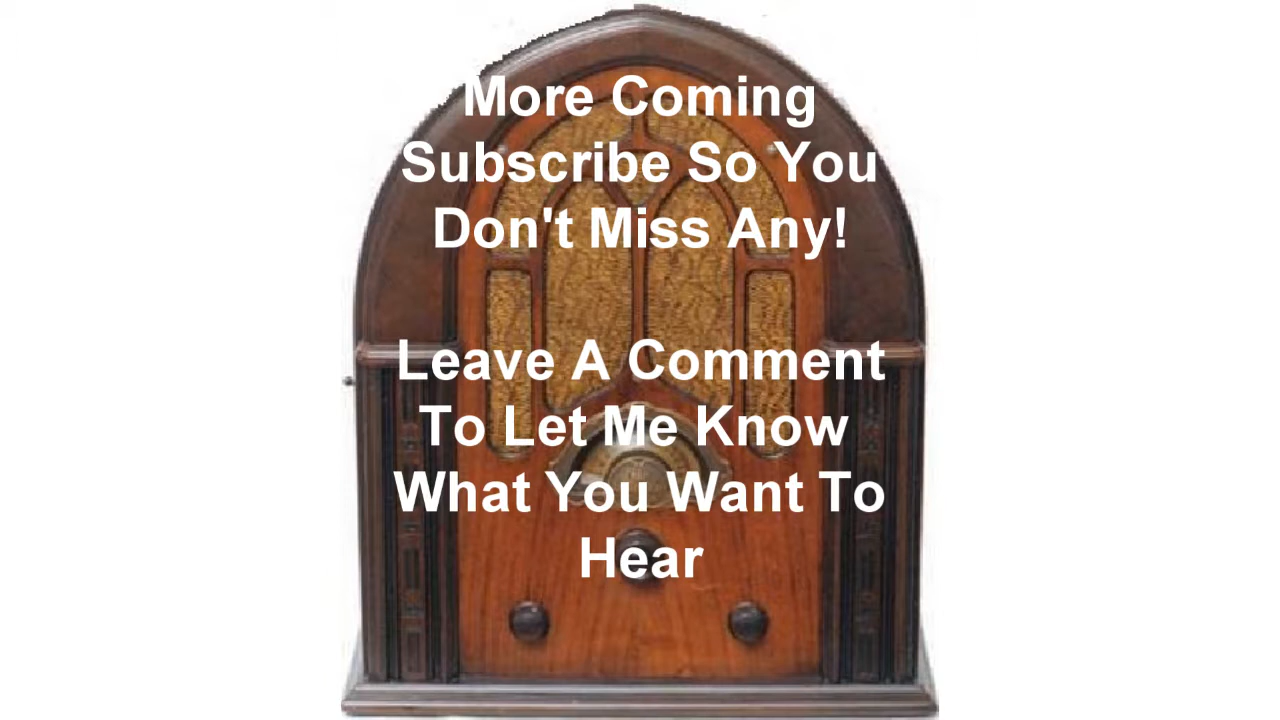 More Coming
Subscribe So You
Don't Miss Any!
Leave A Comment
To Let Me Know
What You Want To
Hear